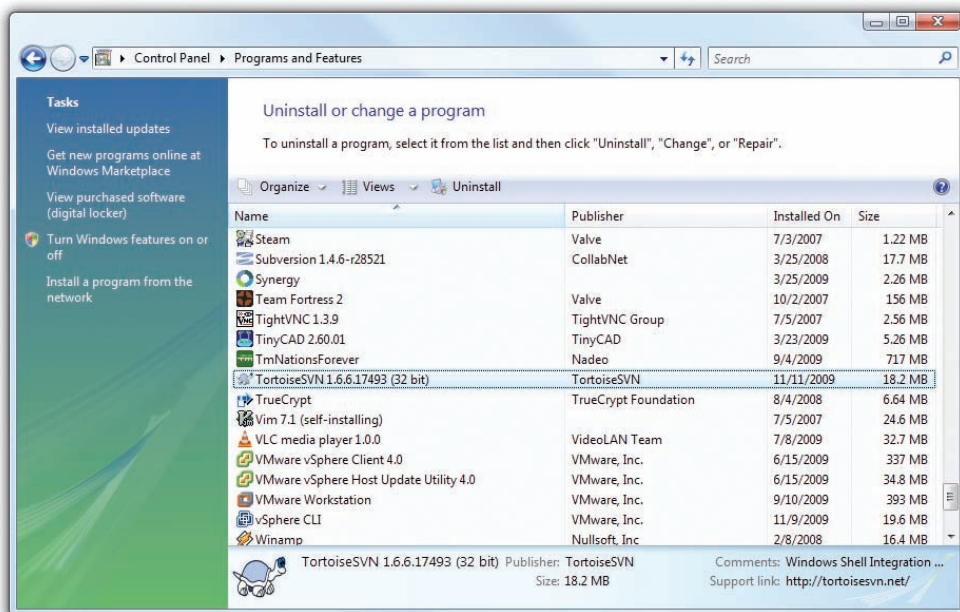 Control Panel Programs and Features
Search
Tasks
View installed updates
Get new programs online at
Windows Marketplace
View purchased software
(digital locker)
Turn Windows features on or
off
Install a program from the
network
Uninstall or change a program
To uninstall a program, select it from the list and then click "Uninstall", "Change", or "Repair".
Organize Views Uninstall
Name Publisher Installed On Size
Steam Valve 7/3/2007 1.22 MB
Subversion 1.4.6-r28521 CollabNet 3/25/2008 17.7 MB
Synergy 3/25/2009 2.26 MB
Team Fortress 2 Valve 10/2/2007 156 MB
TightVNC 1.3.9 TightVNC Group 7/5/2007 2.56 MB
TinyCAD 2.60.01 TinyCAD 3/23/2009 5.26 MB
TmNationsForever Nadeo 9/4/2009 717 MB
TortoiseSVN 1.6.6.17493 (32 bit) TortoiseSVN 11/11/2009 18.2 MB
TrueCrypt TrueCrypt Foundation 8/4/2008 6.64 MB
Vim 7.1 (self-installing) 7/5/2007 24.6 MB
VLC media player 1.0.0 VideoLAN Team 7/8/2009 32.7 MB
VMware vSphere Client 4.0 VMware, Inc. 6/15/2009 337 MB
VMware vSphere Host Update Utility 4.0 VMware, Inc. 6/15/2009 34.8 MB
VMware Workstation VMware, Inc. 9/10/2009 393 MB
vSphere CLI VMware, Inc. 11/9/2009 19.6 MB
Winamp Nullsoft, Inc 2/8/2008 16.4 MB
TortoiseSVN 1.6.6.17493 (32 bit) Publisher: TortoiseSVN Comments: Windows Shell Integration ...
Size: 18.2 MB Support link: http://tortoisesvn.net/